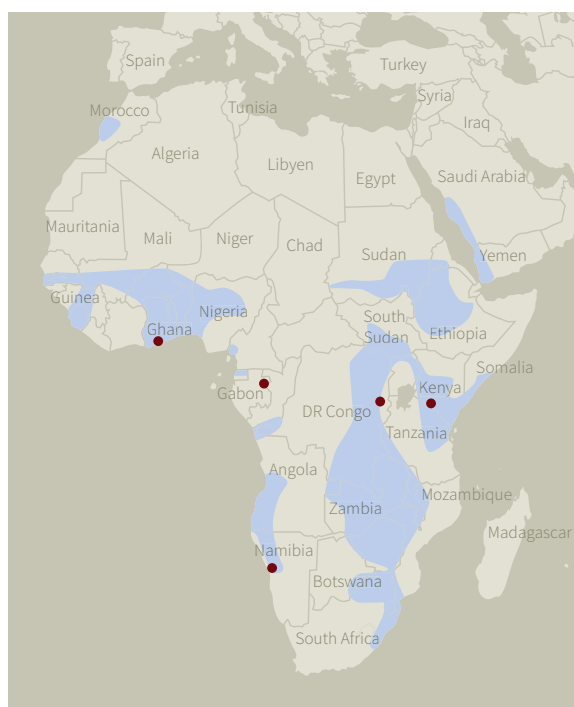 Spain
Turkey
Syria
Morocco
Tunisia
Iraq
Algeria
Libyen
Egypt
Saudi Arabia
Mauritania
Mali
Niger
Chad
Sudan
Yemen
Guinea
Nigeria
Ghana
South
Sudan
Ethiopia
Somalia
Kenya
Gabon
DR Congo
Tanzania
Angola
Mozambique
Zambia
Madagascar
Namibia
Botswana
South Africa